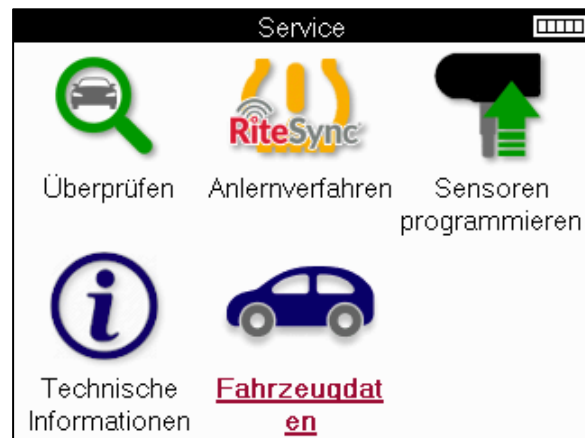 Service
Überprüfen
RiteSync
Anlernverfahren
Sensoren
programmieren
Technische
Informationen
Fahrzeugdat
en